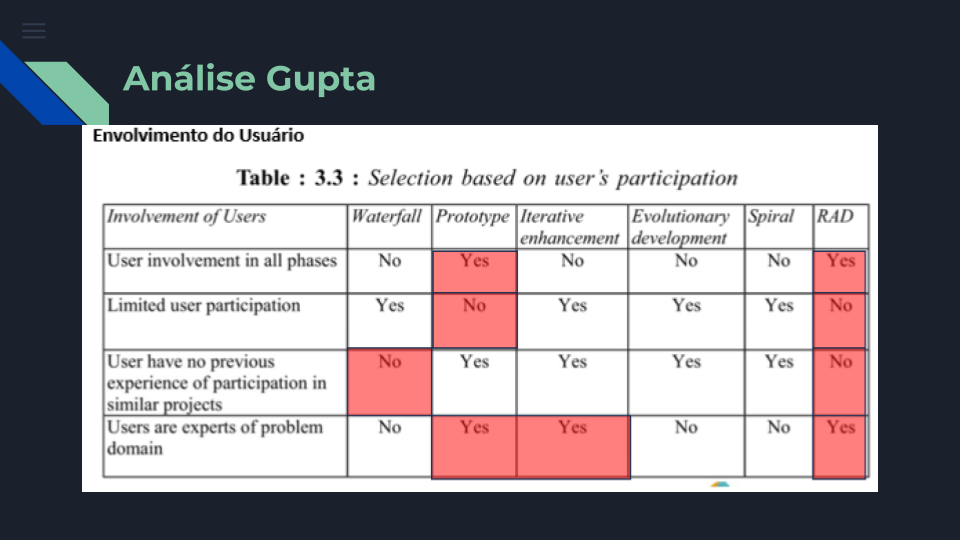 Análise Gupta
Envolvimento do Usuário
Table : 3.3 : Selection based on user's participation
Involvement of Users Waterfall Prototype Iterative enhancement Evolutionary development Spiral RAD
User involvement in all phases No Yes No No No Yes
Limited user participation Yes No Yes Yes Yes No
User have no previous experience of participation in similar projects No Yes Yes Yes Yes No
Users are experts of problem domain No Yes Yes No No Yes